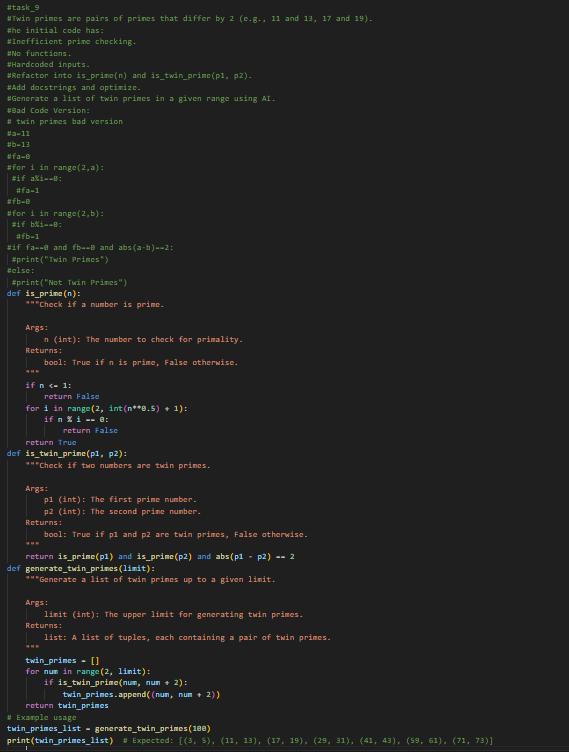 #task_9
#Twin primes are pairs of primes that differ by 2 (e.g., 11 and 13, 17 and 19).
#he initial code has:
#Inefficient prime checking.
#No functions.
#Hardcoded inputs.
#Refactor into is_prime(n) and is_twin_prime(p1, p2).
#Add docstrings and optimize.
#Generate a list of twin primes in a given range using AI.
#Bad Code Version:
# twin primes bad version
#a=11
#b=13
#fa=0
#for i in range(2,a):
 #if a%i==0:
  #fa=1
#fb=0
#for i in range(2,b):
 #if b%i==0:
  #fb=1
#if fa==0 and fb==0 and abs(a-b)==2:
 #print("Twin Primes")
#else:
 #print("Not Twin Primes")
def is_prime(n):
    """Check if a number is prime.
    Args:
        n (int): The number to check for primality.
    Returns:
        bool: True if n is prime, False otherwise.
    """
    if n <= 1:
        return False
    for i in range(2, int(n**0.5) + 1):
        if n % i == 0:
            return False
    return True
def is_twin_prime(p1, p2):
    """Check if two numbers are twin primes.
    Args:
        p1 (int): The first prime number.
        p2 (int): The second prime number.
    Returns:
        bool: True if p1 and p2 are twin primes, False otherwise.
    """
    return is_prime(p1) and is_prime(p2) and abs(p1 - p2) == 2
def generate_twin_primes(limit):
    """Generate a list of twin primes up to a given limit.
    Args:
        limit (int): The upper limit for generating twin primes.
    Returns:
        list: A list of tuples, each containing a pair of twin primes.
    """
    twin_primes = []
    for num in range(2, limit):
        if is_twin_prime(num, num + 2):
            twin_primes.append((num, num + 2))
    return twin_primes
# Example usage
twin_primes_list = generate_twin_primes(100)
print(twin_primes_list)  # Expected: [(3, 5), (11, 13), (17, 19), (29, 31), (41, 43), (59, 61), (71, 73)]